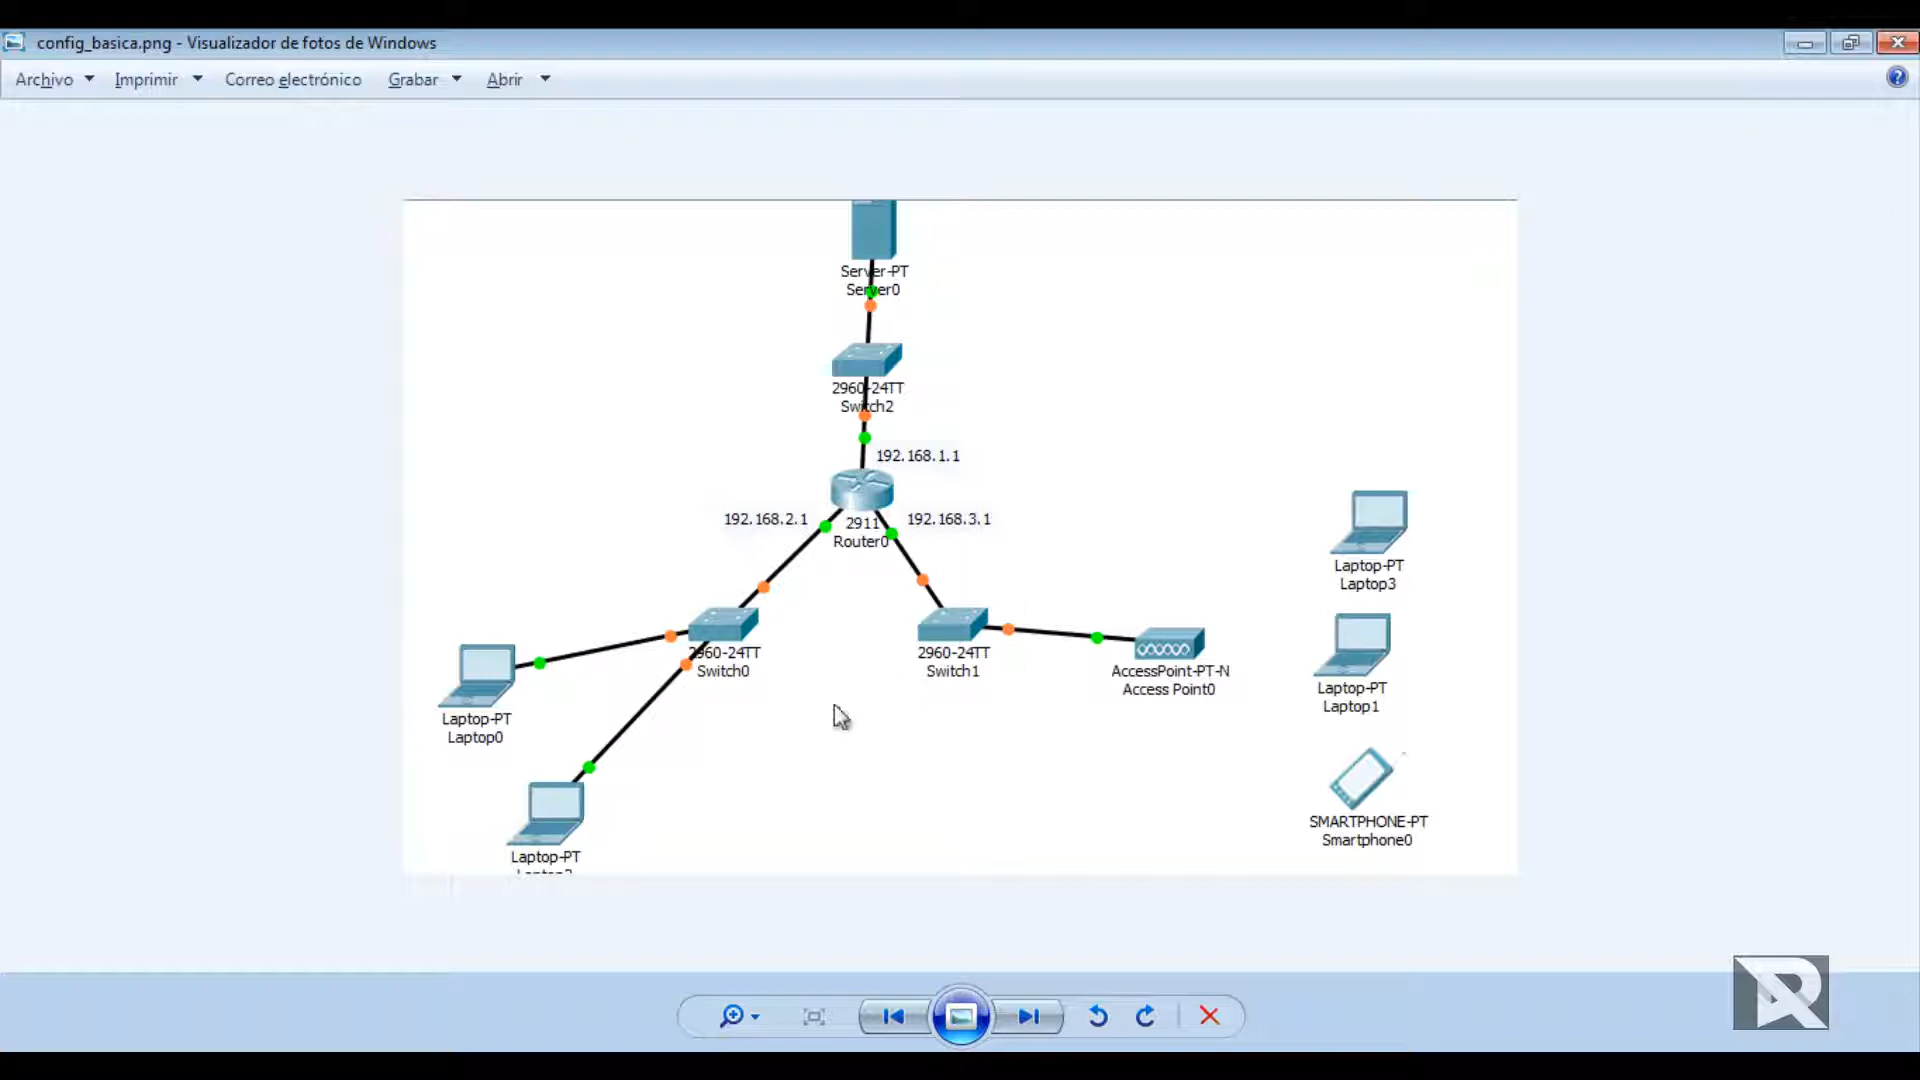 config_basica.png - Visualizador de fotos de Windows
Archivo Imprimir Correo electrónico Grabar Abrir
Server-PT
Server0
2960-24TT
Switch2
192.168.1.1
192.168.2.1
192.168.3.1
2911
Router0
2960-24TT
Switch0
2960-24TT
Switch1
AccessPoint-PT-N
Access Point0
Laptop-PT
Laptop3
Laptop-PT
Laptop1
Laptop-PT
Laptop0
SMARTPHONE-PT
Smartphone0
Laptop-PT